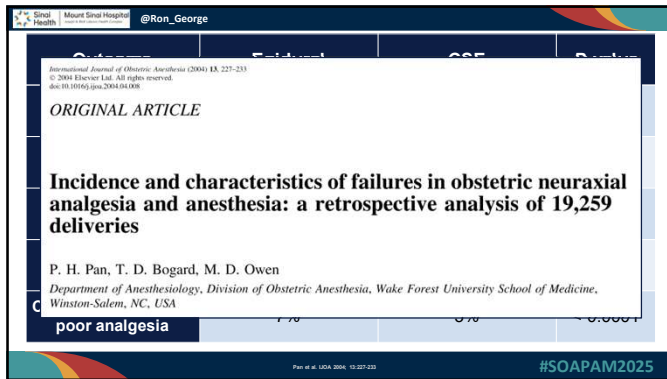 Sinai Health
Mount Sinai Hospital
@Ron_George
International Journal of Obstetric Anesthesia (2004) 13, 227–233
© 2004 Elsevier Ltd. All rights reserved.
doi:10.1016/j.ijoa.2004.04.008
ORIGINAL ARTICLE
Incidence and characteristics of failures in obstetric neuraxial
analgesia and anesthesia: a retrospective analysis of 19,259
deliveries
P. H. Pan, T. D. Bogard, M. D. Owen
Department of Anesthesiology, Division of Obstetric Anesthesia, Wake Forest University School of Medicine,
Winston-Salem, NC, USA
poor analgesia
Pan et al. IJOA 2004; 13:227-233
#SOAPAM2025